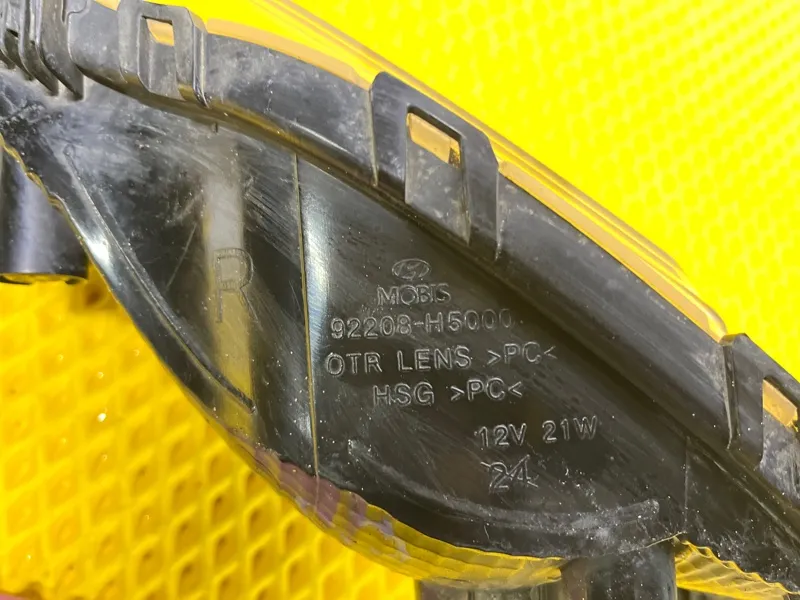 R
MOBIS
92208-H5000
OTR LENS >PC<
HSG >PC<
12V 21W
24